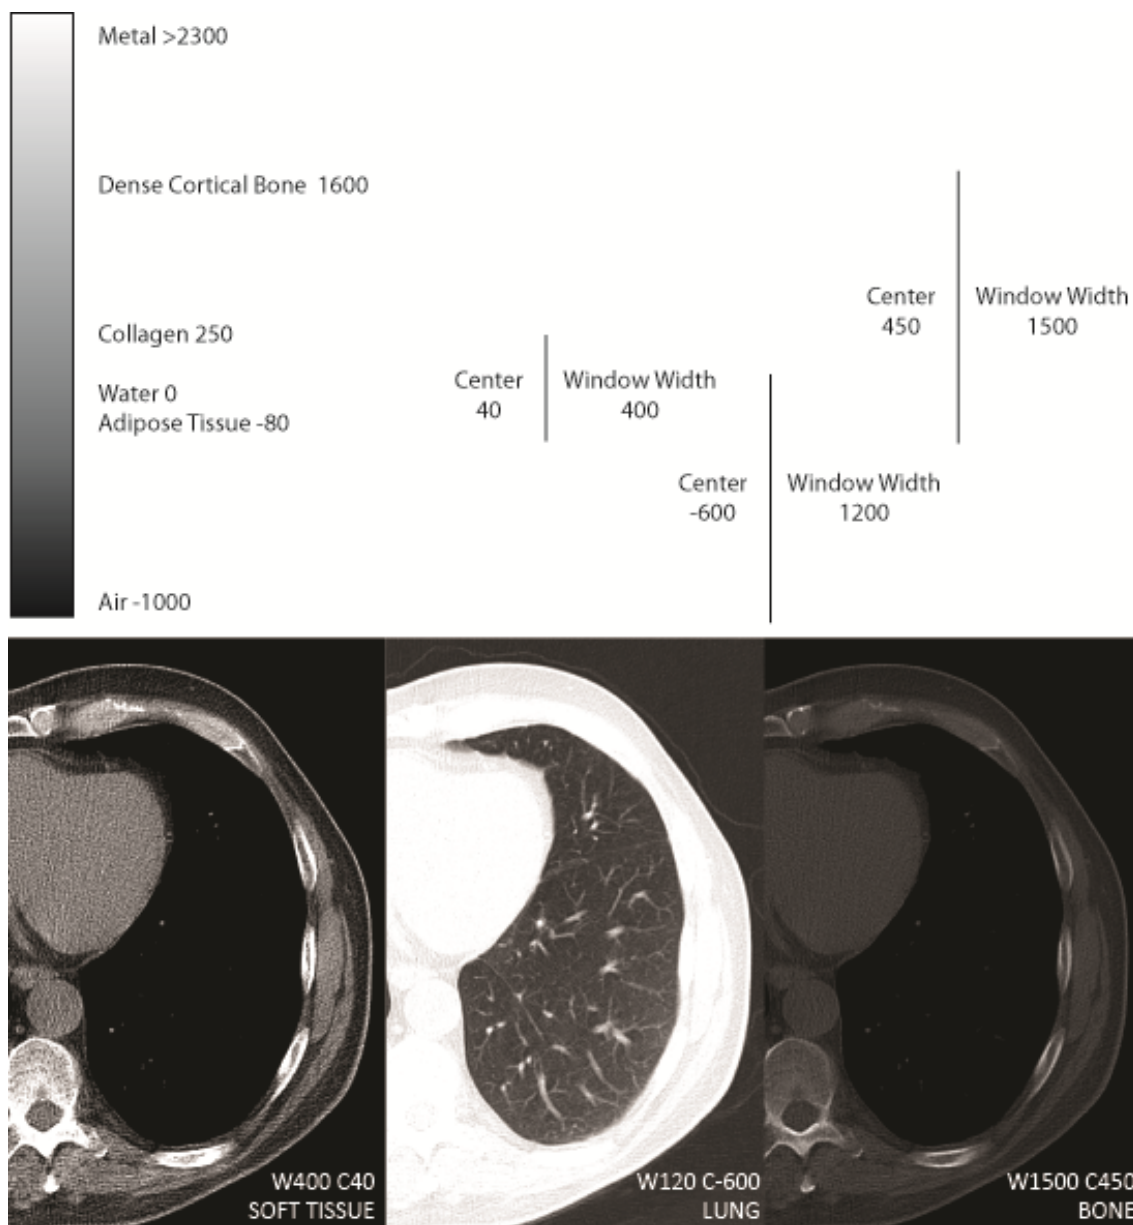 Metal >2300
Dense Cortical Bone 1600
Center
450
Window Width
1500
Collagen 250
Water 0
Adipose Tissue -80
Center
40
Window Width
400
Center
-600
Window Width
1200
Air -1000
W400 C40
SOFT TISSUE
W120 C-600
LUNG
W1500 C450
BONE